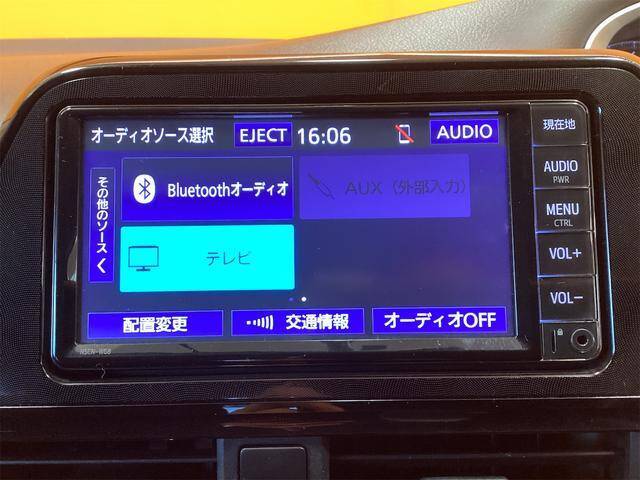 オーディオソース選択 EJECT 16:06 AUDIO
その他のソース く
Bluetoothオーディオ
AUX (外部入力)
テレビ
配置変更
交通情報
オーディオOFF
NSCN-W68
現在地
AUDIO
PWR
MENU
CTRL
VOL+
VOL-